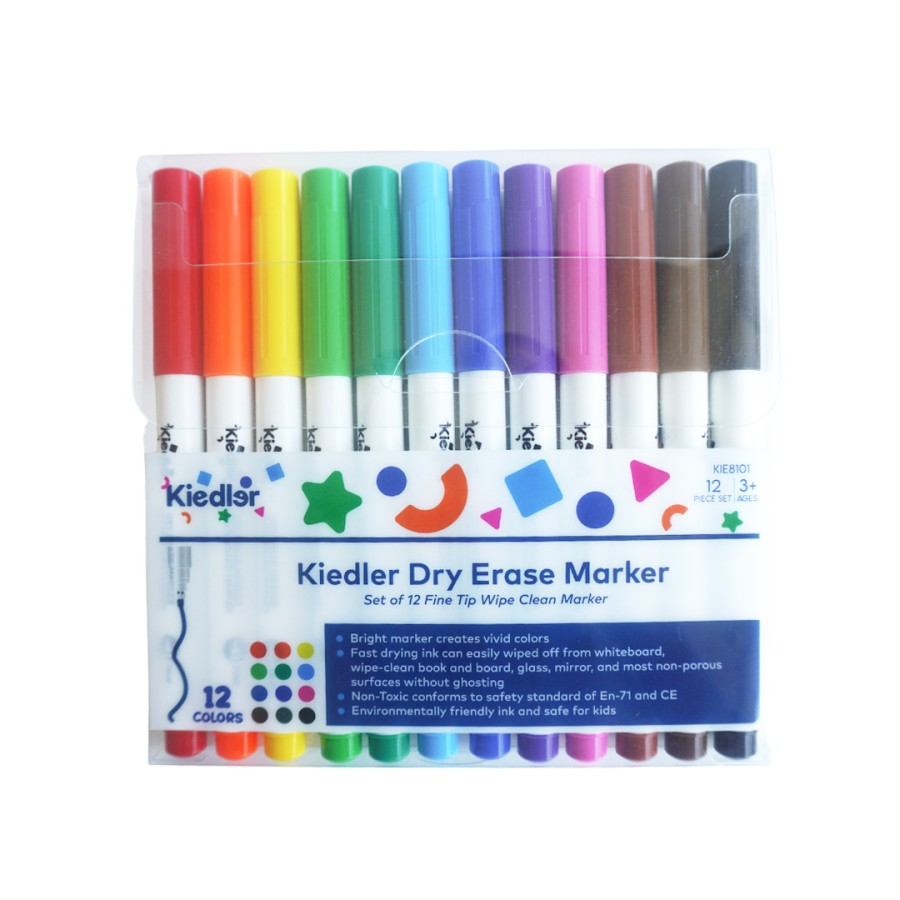 Kiedler
KIE8101
12 3+
PIECE SET AGES
Kiedler Dry Erase Marker
Set of 12 Fine Tip Wipe Clean Marker
Bright marker creates vivid colors
Fast drying ink can easily wiped off from whiteboard,
wipe-clean book and board, glass, mirror, and most non-porous
surfaces without ghosting
Non-Toxic conforms to safety standard of En-71 and CE
Environmentally friendly ink and safe for kids
12
COLORS